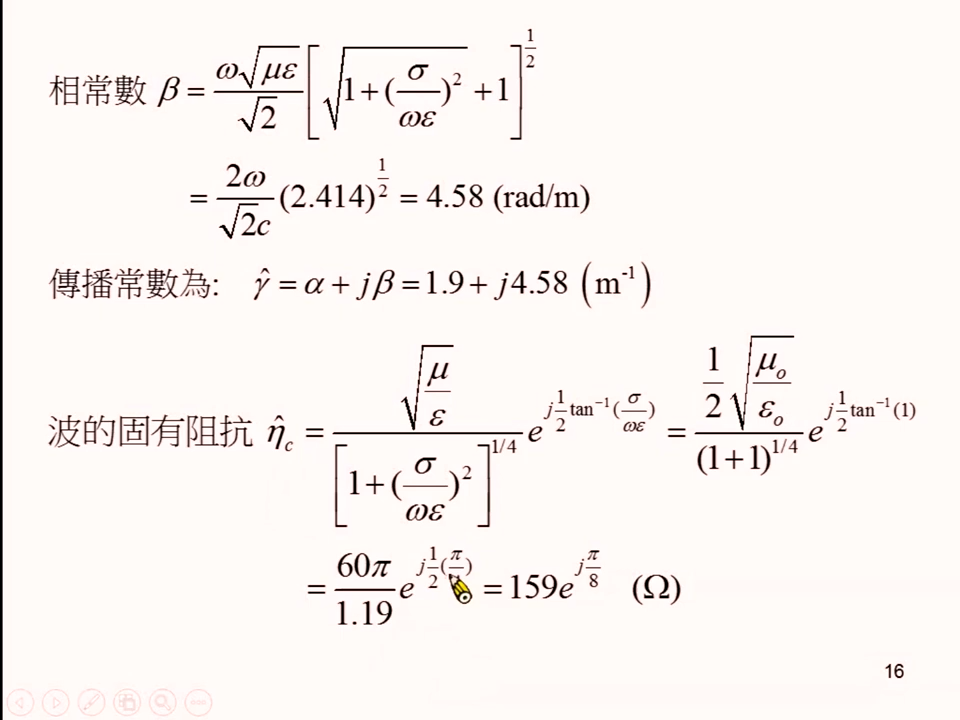 相常數 β = ω√(με)/√2 [√(1+(σ/ωε)²) +1]^(1/2)
= 2ω/(√2c) (2.414)^(1/2) = 4.58 (rad/m)
傳播常數為: γ̂ = α + jβ = 1.9 + j4.58 (m⁻¹)
波的固有阻抗 η̂_c = √(μ/ε)/[1+(σ/ωε)²]^(1/4) e^(j(1/2)tan⁻¹(σ/ωε)) = (1/2)√(μ_o/ε_o)/(1+1)^(1/4) e^(j(1/2)tan⁻¹(1))
= 60π/1.19 e^(j(1/2)(π/ )) = 159e^(jπ/8) (Ω)
16